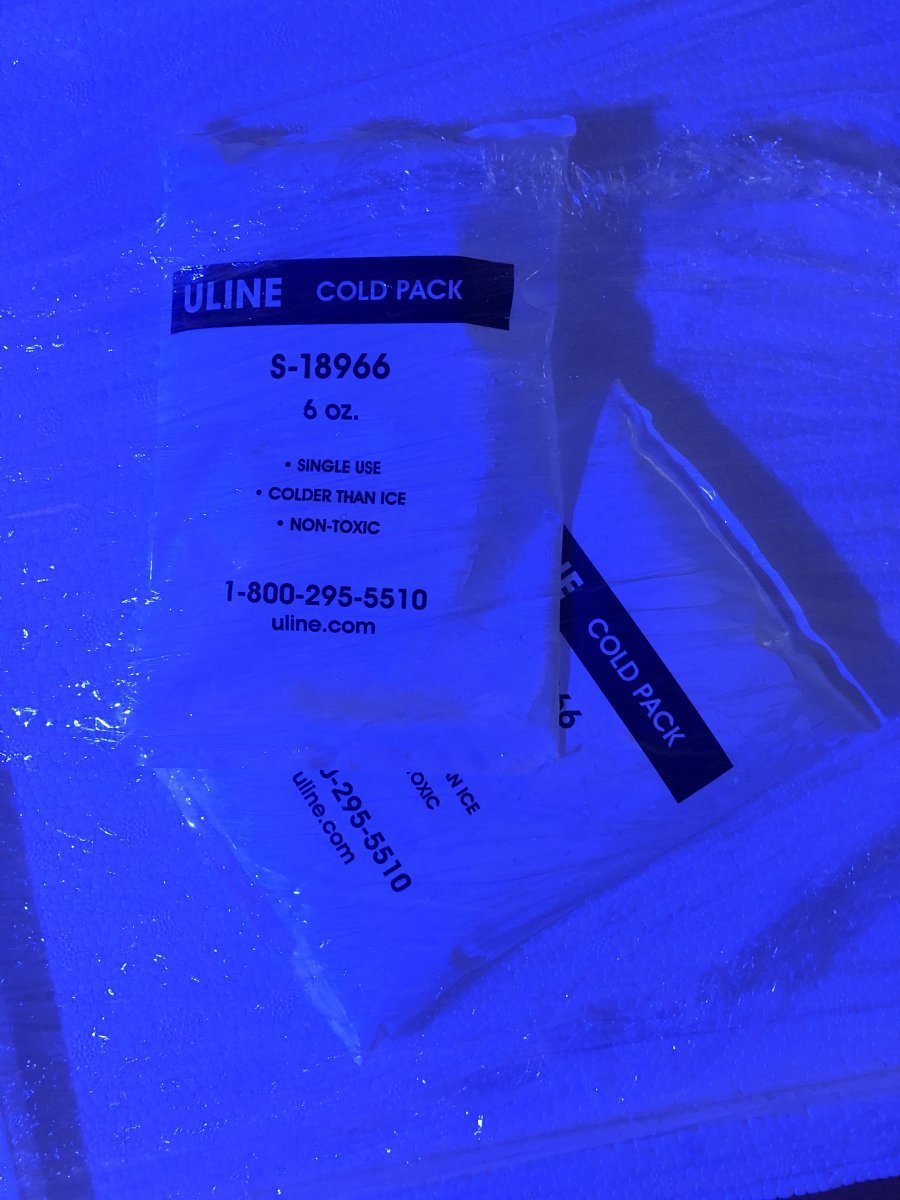 ULINE COLD PACK
S-18966
6 oz.
• SINGLE USE
• COLDER THAN ICE
• NON-TOXIC
1-800-295-5510
uline.com
COLD PACK
66
N ICE
OXIC
-295-5510
uline.com